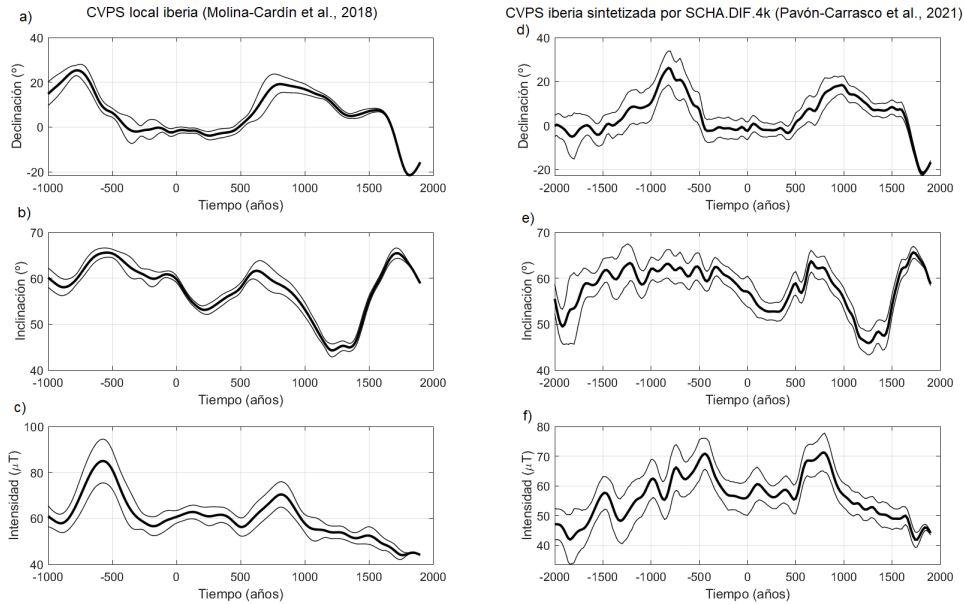 CVPS local iberia (Molina-Cardín et al., 2018)
a)
40
20
0
-20
Declinación (º)
-1000 -500 0 500 1000 1500 2000
Tiempo (años)
b)
70
60
50
40
Inclinación (º)
-1000 -500 0 500 1000 1500 2000
Tiempo (años)
c)
100
80
60
40
Intensidad (μT)
-1000 -500 0 500 1000 1500 2000
Tiempo (años)
CVPS iberia sintetizada por SCHA.DIF.4k (Pavón-Carrasco et al., 2021)
d)
40
20
0
-20
Declinación (º)
-2000 -1500 -1000 -500 0 500 1000 1500 2000
Tiempo (años)
e)
70
60
50
40
Inclinación (º)
-2000 -1500 -1000 -500 0 500 1000 1500 2000
Tiempo (años)
f)
80
70
60
50
40
Intensidad (μT)
-2000 -1500 -1000 -500 0 500 1000 1500 2000
Tiempo (años)